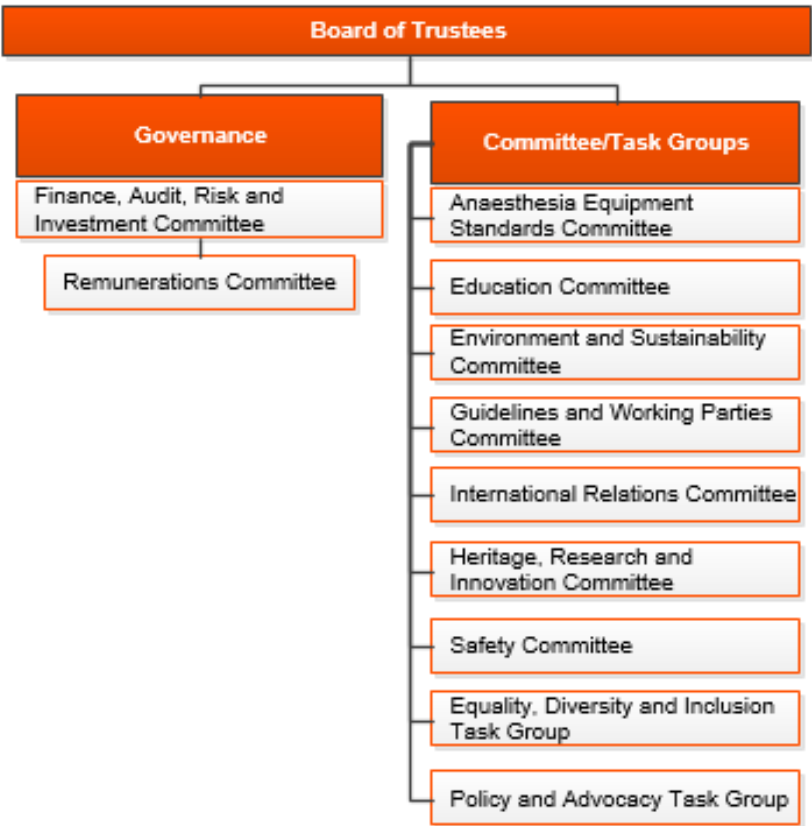 Board of Trustees
Governance
Finance, Audit, Risk and
Investment Committee
Remunerations Committee
Committee/Task Groups
Anaesthesia Equipment
Standards Committee
Education Committee
Environment and Sustainability
Committee
Guidelines and Working Parties
Committee
International Relations Committee
Heritage, Research and
Innovation Committee
Safety Committee
Equality, Diversity and Inclusion
Task Group
Policy and Advocacy Task Group